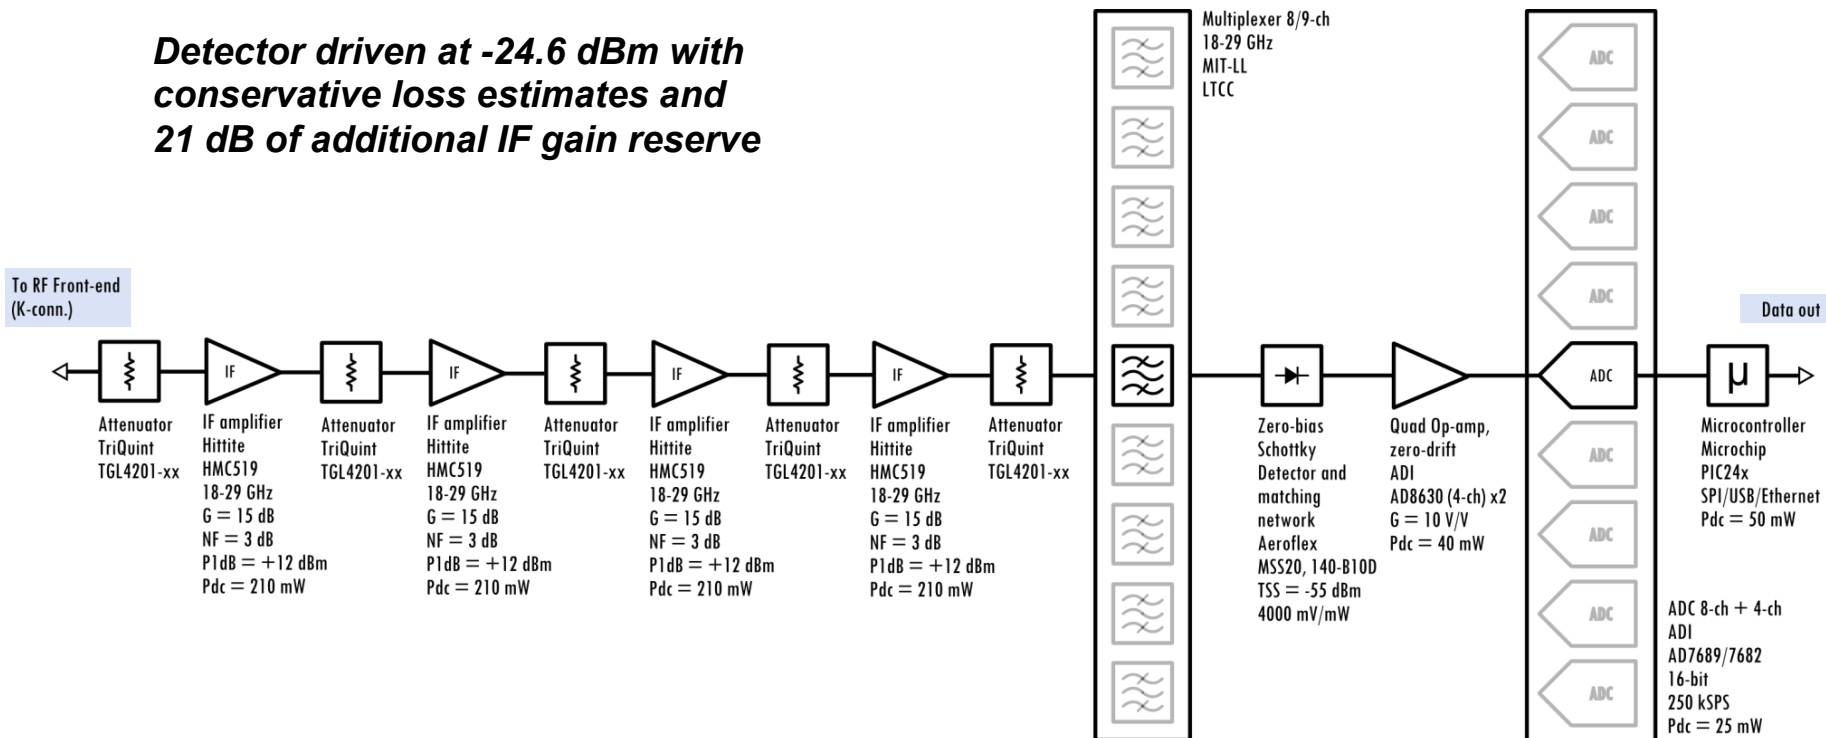 Detector driven at -24.6 dBm with
conservative loss estimates and
21 dB of additional IF gain reserve
Multiplexer 8/9-ch
18-29 GHz
MIT-LL
LTCC
ADC
ADC
ADC
ADC
To RF Front-end
(K-conn.)
Data out
IF
IF
IF
IF
ADC
μ
Attenuator
TriQuint
TGL4201-xx
IF amplifier
Hittite
HMC519
18-29 GHz
G = 15 dB
NF = 3 dB
P1dB = +12 dBm
Pdc = 210 mW
Attenuator
TriQuint
TGL4201-xx
IF amplifier
Hittite
HMC519
18-29 GHz
G = 15 dB
NF = 3 dB
P1dB = +12 dBm
Pdc = 210 mW
Attenuator
TriQuint
TGL4201-xx
IF amplifier
Hittite
HMC519
18-29 GHz
G = 15 dB
NF = 3 dB
P1dB = +12 dBm
Pdc = 210 mW
Attenuator
TriQuint
TGL4201-xx
IF amplifier
Hittite
HMC519
18-29 GHz
G = 15 dB
NF = 3 dB
P1dB = +12 dBm
Pdc = 210 mW
Attenuator
TriQuint
TGL4201-xx
Zero-bias
Schottky
Detector and
matching
network
Aeroflex
MSS20, 140-B10D
TSS = -55 dBm
4000 mV/mW
Quad Op-amp,
zero-drift
ADI
AD8630 (4-ch) x2
G = 10 V/V
Pdc = 40 mW
Microcontroller
Microchip
PIC24x
SPI/USB/Ethernet
Pdc = 50 mW
ADC
ADC
ADC
ADC
ADC 8-ch + 4-ch
ADI
AD7689/7682
16-bit
250 kSPS
Pdc = 25 mW